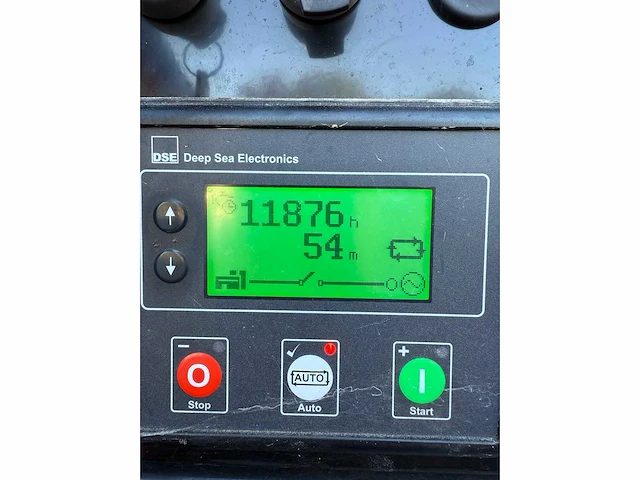 DSE Deep Sea Electronics
11876 h
54 m
Stop
AUTO
Auto
Start